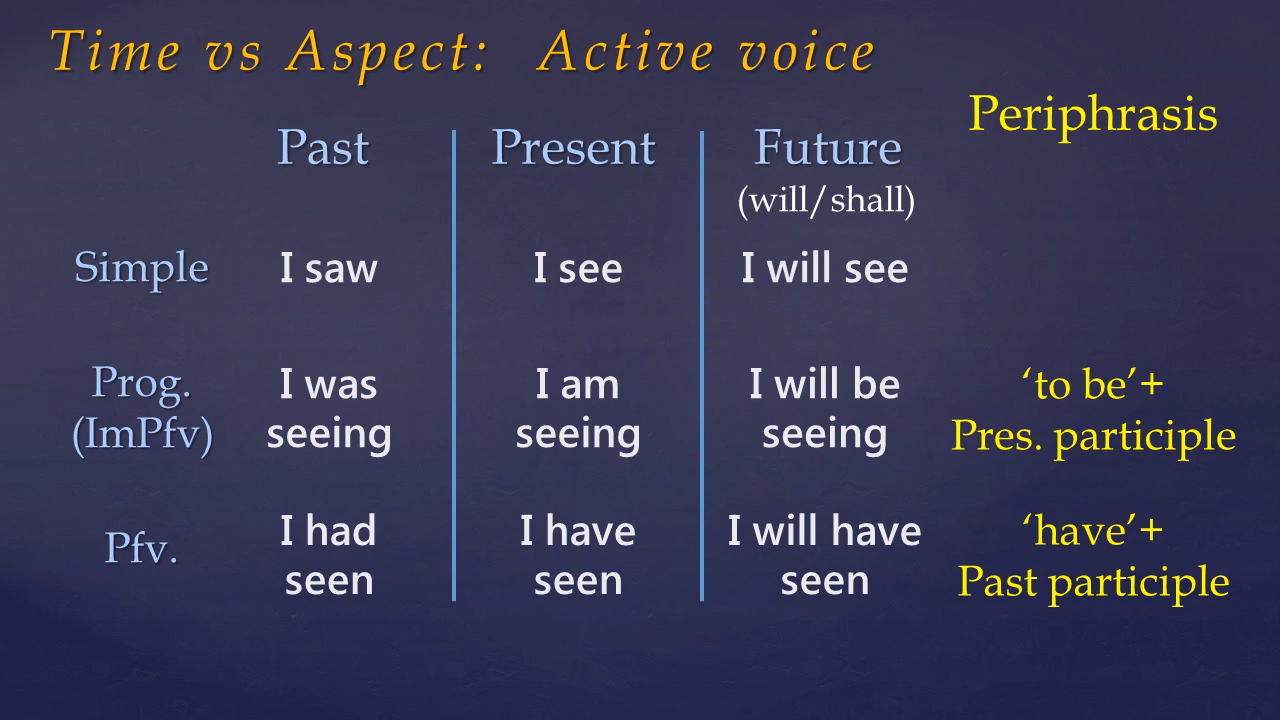 Time vs Aspect: Active voice
Periphrasis
Past Present Future
(will/shall)
Simple I saw I see I will see
Prog. I was I am I will be ‘to be’+
(ImPfv) seeing seeing seeing Pres. participle
Pfv. I had I have I will have ‘have’+
seen seen seen Past participle